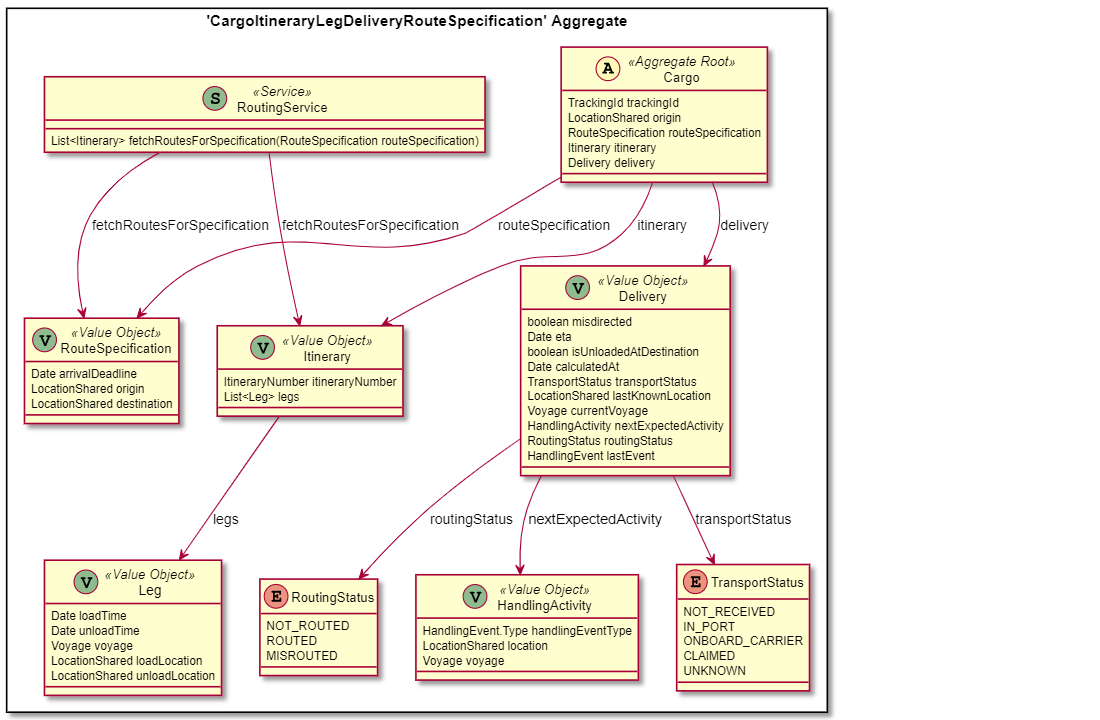 'CargoItineraryLegDeliveryRouteSpecification' Aggregate
S
«Service»
RoutingService
List<Itinerary> fetchRoutesForSpecification(RouteSpecification routeSpecification)
A
«Aggregate Root»
Cargo
TrackingId trackingId
LocationShared origin
RouteSpecification routeSpecification
Itinerary itinerary
Delivery delivery
fetchRoutesForSpecification
fetchRoutesForSpecification
routeSpecification
itinerary
delivery
V
«Value Object»
RouteSpecification
Date arrivalDeadline
LocationShared origin
LocationShared destination
V
«Value Object»
Itinerary
ItineraryNumber itineraryNumber
List<Leg> legs
V
«Value Object»
Delivery
boolean misdirected
Date eta
boolean isUnloadedAtDestination
Date calculatedAt
TransportStatus transportStatus
LocationShared lastKnownLocation
Voyage currentVoyage
HandlingActivity nextExpectedActivity
RoutingStatus routingStatus
HandlingEvent lastEvent
legs
routingStatus
nextExpectedActivity
transportStatus
V
«Value Object»
Leg
Date loadTime
Date unloadTime
Voyage voyage
LocationShared loadLocation
LocationShared unloadLocation
E
RoutingStatus
NOT_ROUTED
ROUTED
MISROUTED
V
«Value Object»
HandlingActivity
HandlingEvent.Type handlingEventType
LocationShared location
Voyage voyage
E
TransportStatus
NOT_RECEIVED
IN_PORT
ONBOARD_CARRIER
CLAIMED
UNKNOWN